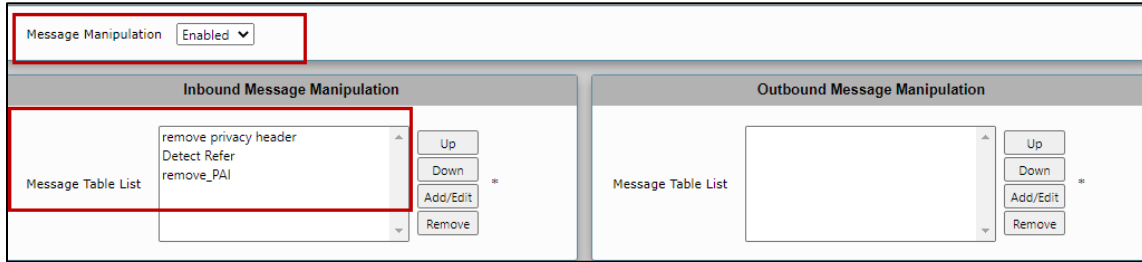 Message Manipulation Enabled
Inbound Message Manipulation
Message Table List
remove privacy header
Detect Refer
remove_PAI
Up
Down
Add/Edit
Remove
*
Outbound Message Manipulation
Message Table List
Up
Down
Add/Edit
Remove
*